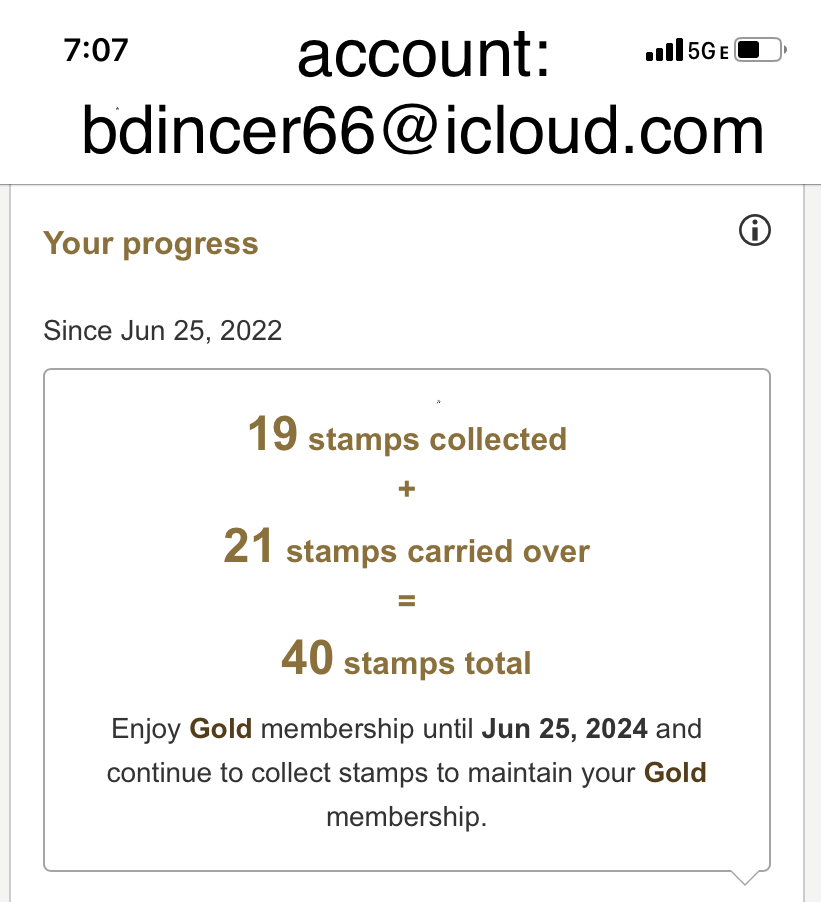 7:07
account:
5GE
bdincer66@icloud.com
Your progress
Since Jun 25, 2022
19 stamps collected
+
21 stamps carried over
=
40 stamps total
Enjoy Gold membership until Jun 25, 2024 and
continue to collect stamps to maintain your Gold
membership.